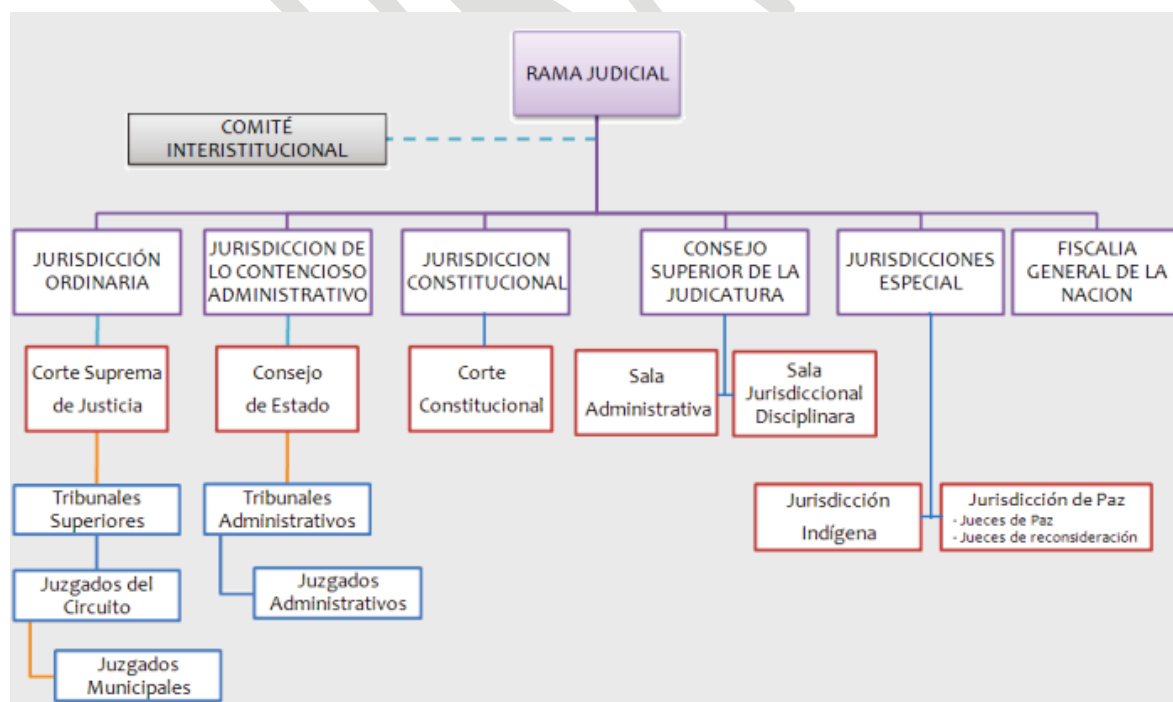 RAMA JUDICIAL
COMITÉ
INTERISTITUCIONAL
JURISDICCIÓN
ORDINARIA
JURISDICCION DE
LO CONTENCIOSO
ADMINISTRATIVO
JURISDICCION
CONSTITUCIONAL
CONSEJO
SUPERIOR DE LA
JUDICATURA
JURISDICCIONES
ESPECIAL
FISCALIA
GENERAL DE LA
NACION
Corte Suprema
de Justicia
Consejo
de Estado
Corte
Constitucional
Sala
Administrativa
Sala
Jurisdiccional
Disciplinara
Tribunales
Superiores
Tribunales
Administrativos
Jurisdicción
Indígena
Jurisdicción de Paz
- Jueces de Paz
- Jueces de reconsideración
Juzgados del
Circuito
Juzgados
Administrativos
Juzgados
Municipales